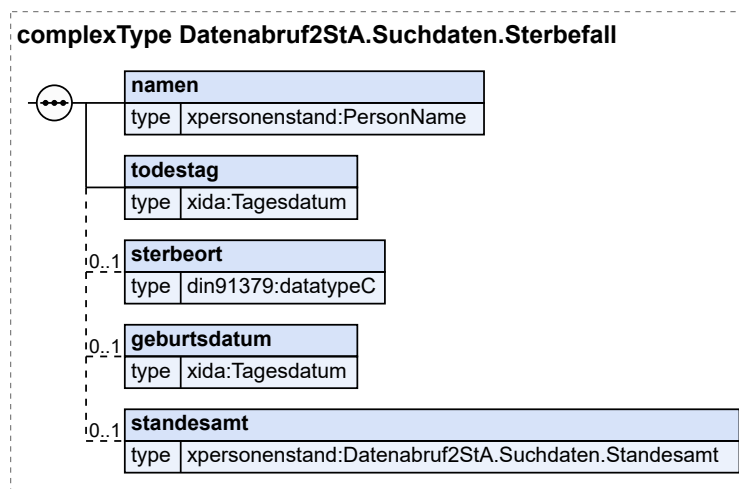 complexType Datenabruf2StA.Suchdaten.Sterbefall
namen
type xpersonenstand:PersonName
todestag
type xida:Tagesdatum
0..1 sterbeort
type din91379:datatypeC
0..1 geburtsdatum
type xida:Tagesdatum
0..1 standesamt
type xpersonenstand:Datenabruf2StA.Suchdaten.Standesamt